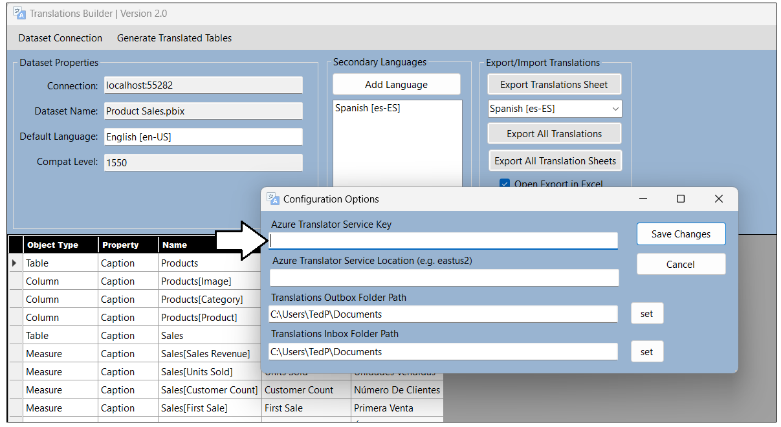 Translations Builder | Version 2.0
Dataset Connection Generate Translated Tables
Dataset Properties
Connection: localhost:55282
Dataset Name: Product Sales.pbix
Default Language: English [en-US]
Compat Level: 1550
Secondary Languages
Add Language
Spanish [es-ES]
Export/Import Translations
Export Translations Sheet
Spanish [es-ES]
Export All Translations
Export All Translation Sheets
Open Export in Excel
Configuration Options
Azure Translator Service Key
Azure Translator Service Location (e.g. eastus2)
Translations Outbox Folder Path
C:\Users\TedP\Documents set
Translations Inbox Folder Path
C:\Users\TedP\Documents set
Save Changes
Cancel
Object Type Property Name
Table Caption Products
Column Caption Products[Image]
Column Caption Products[Category]
Column Caption Products[Product]
Table Caption Sales
Measure Caption Sales[Sales Revenue]
Measure Caption Sales[Units Sold] Units Sold Unidades Vendidas
Measure Caption Sales[Customer Count] Customer Count Número De Clientes
Measure Caption Sales[First Sale] First Sale Primera Venta